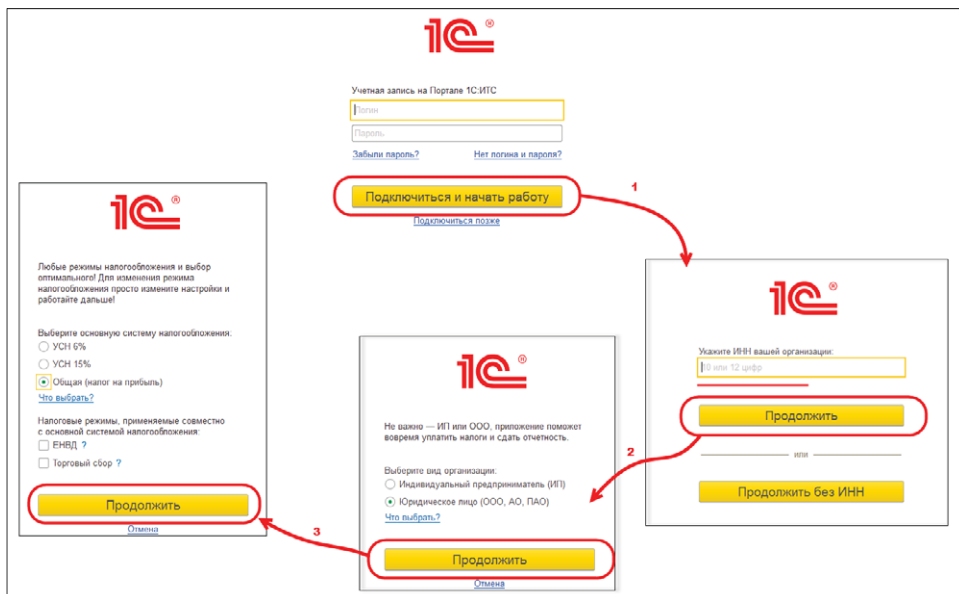 1С®
Учетная запись на Портале 1С:ИТС
Логин
Пароль
Забыли пароль?
Нет логина и пароля?
Подключиться и начать работу
Подключиться позже
1
1С®
Укажите ИНН вашей организации:
10 или 12 цифр
Продолжить
или
Продолжить без ИНН
2
1С®
Не важно — ИП или ООО, приложение поможет
вовремя уплатить налоги и сдать отчетность.
Выберите вид организации:
Индивидуальный предприниматель (ИП)
Юридическое лицо (ООО, АО, ПАО)
Что выбрать?
Продолжить
Отмена
3
1С®
Любые режимы налогообложения и выбор
оптимального! Для изменения режима
налогообложения просто измените настройки и
работайте дальше!
Выберите основную систему налогообложения:
УСН 6%
УСН 15%
Общая (налог на прибыль)
Что выбрать?
Налоговые режимы, применяемые совместно
с основной системой налогообложения:
ЕНВД ?
Торговый сбор ?
Продолжить
Отмена